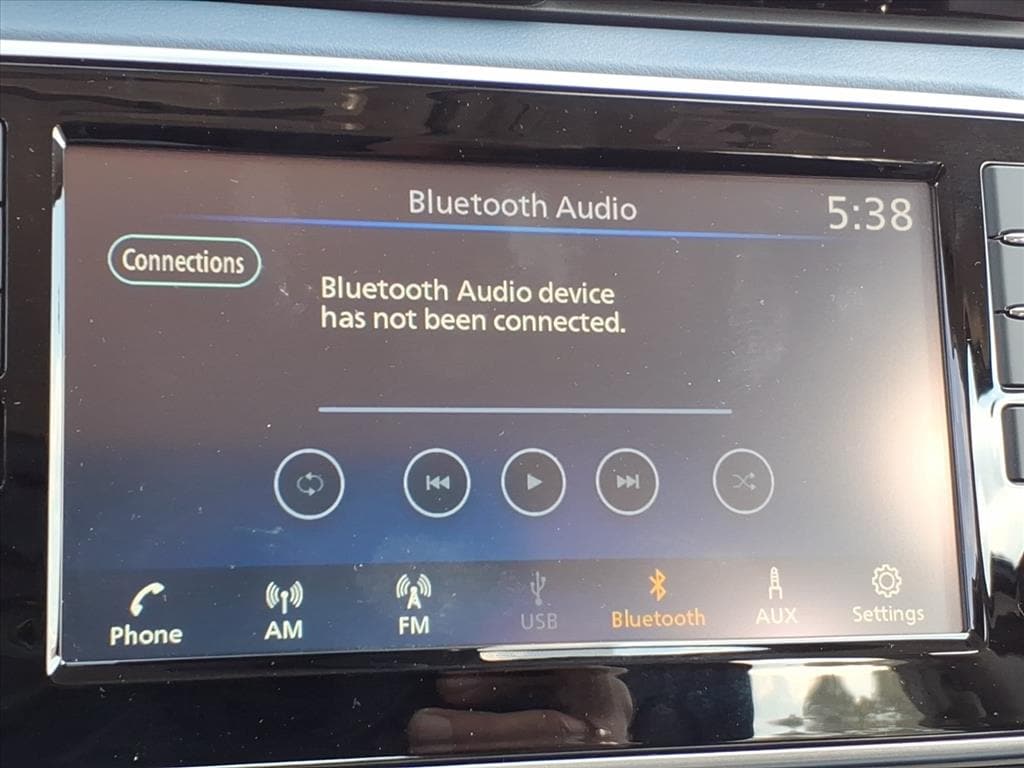 Bluetooth Audio
5:38
Connections
Bluetooth Audio device
has not been connected.
Phone
AM
FM
USB
Bluetooth
AUX
Settings